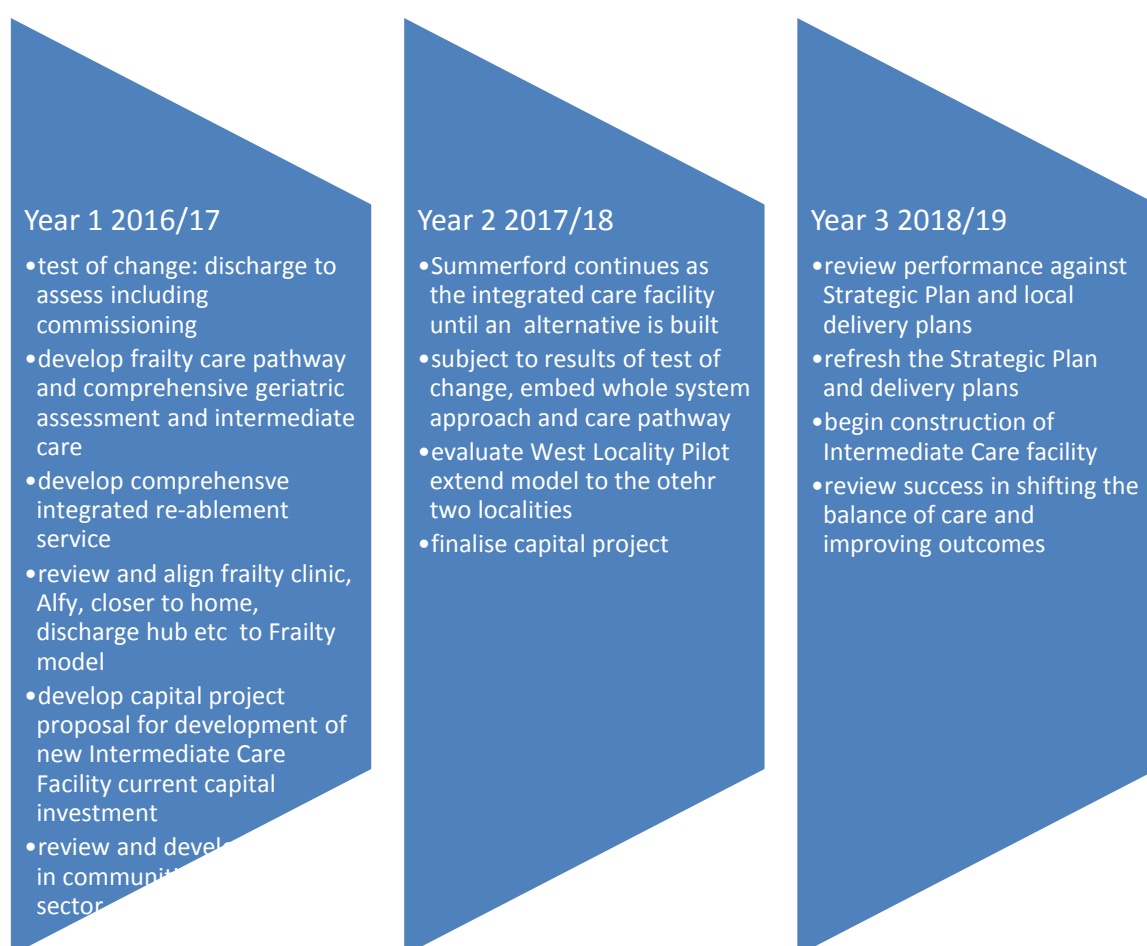 Year 1 2016/17
•test of change: discharge to
assess including
commissioning
•develop frailty care pathway
and comprehensive geriatric
assessment and intermediate
care
•develop comprehensve
integrated re-ablement
service
•review and align frailty clinic,
Alfy, closer to home,
discharge hub etc to Frailty
model
•develop capital project
proposal for development of
new Intermediate Care
Facility current capital
investment
•review and
in
sector
Year 2 2017/18
•Summerford continues as
the integrated care facility
until an alternative is built
•subject to results of test of
change, embed whole system
approach and care pathway
•evaluate West Locality Pilot
extend model to the otehr
two localities
•finalise capital project
Year 3 2018/19
•review performance against
Strategic Plan and local
delivery plans
•refresh the Strategic Plan
and delivery plans
•begin construction of
Intermediate Care facility
•review success in shifting the
balance of care and
improving outcomes